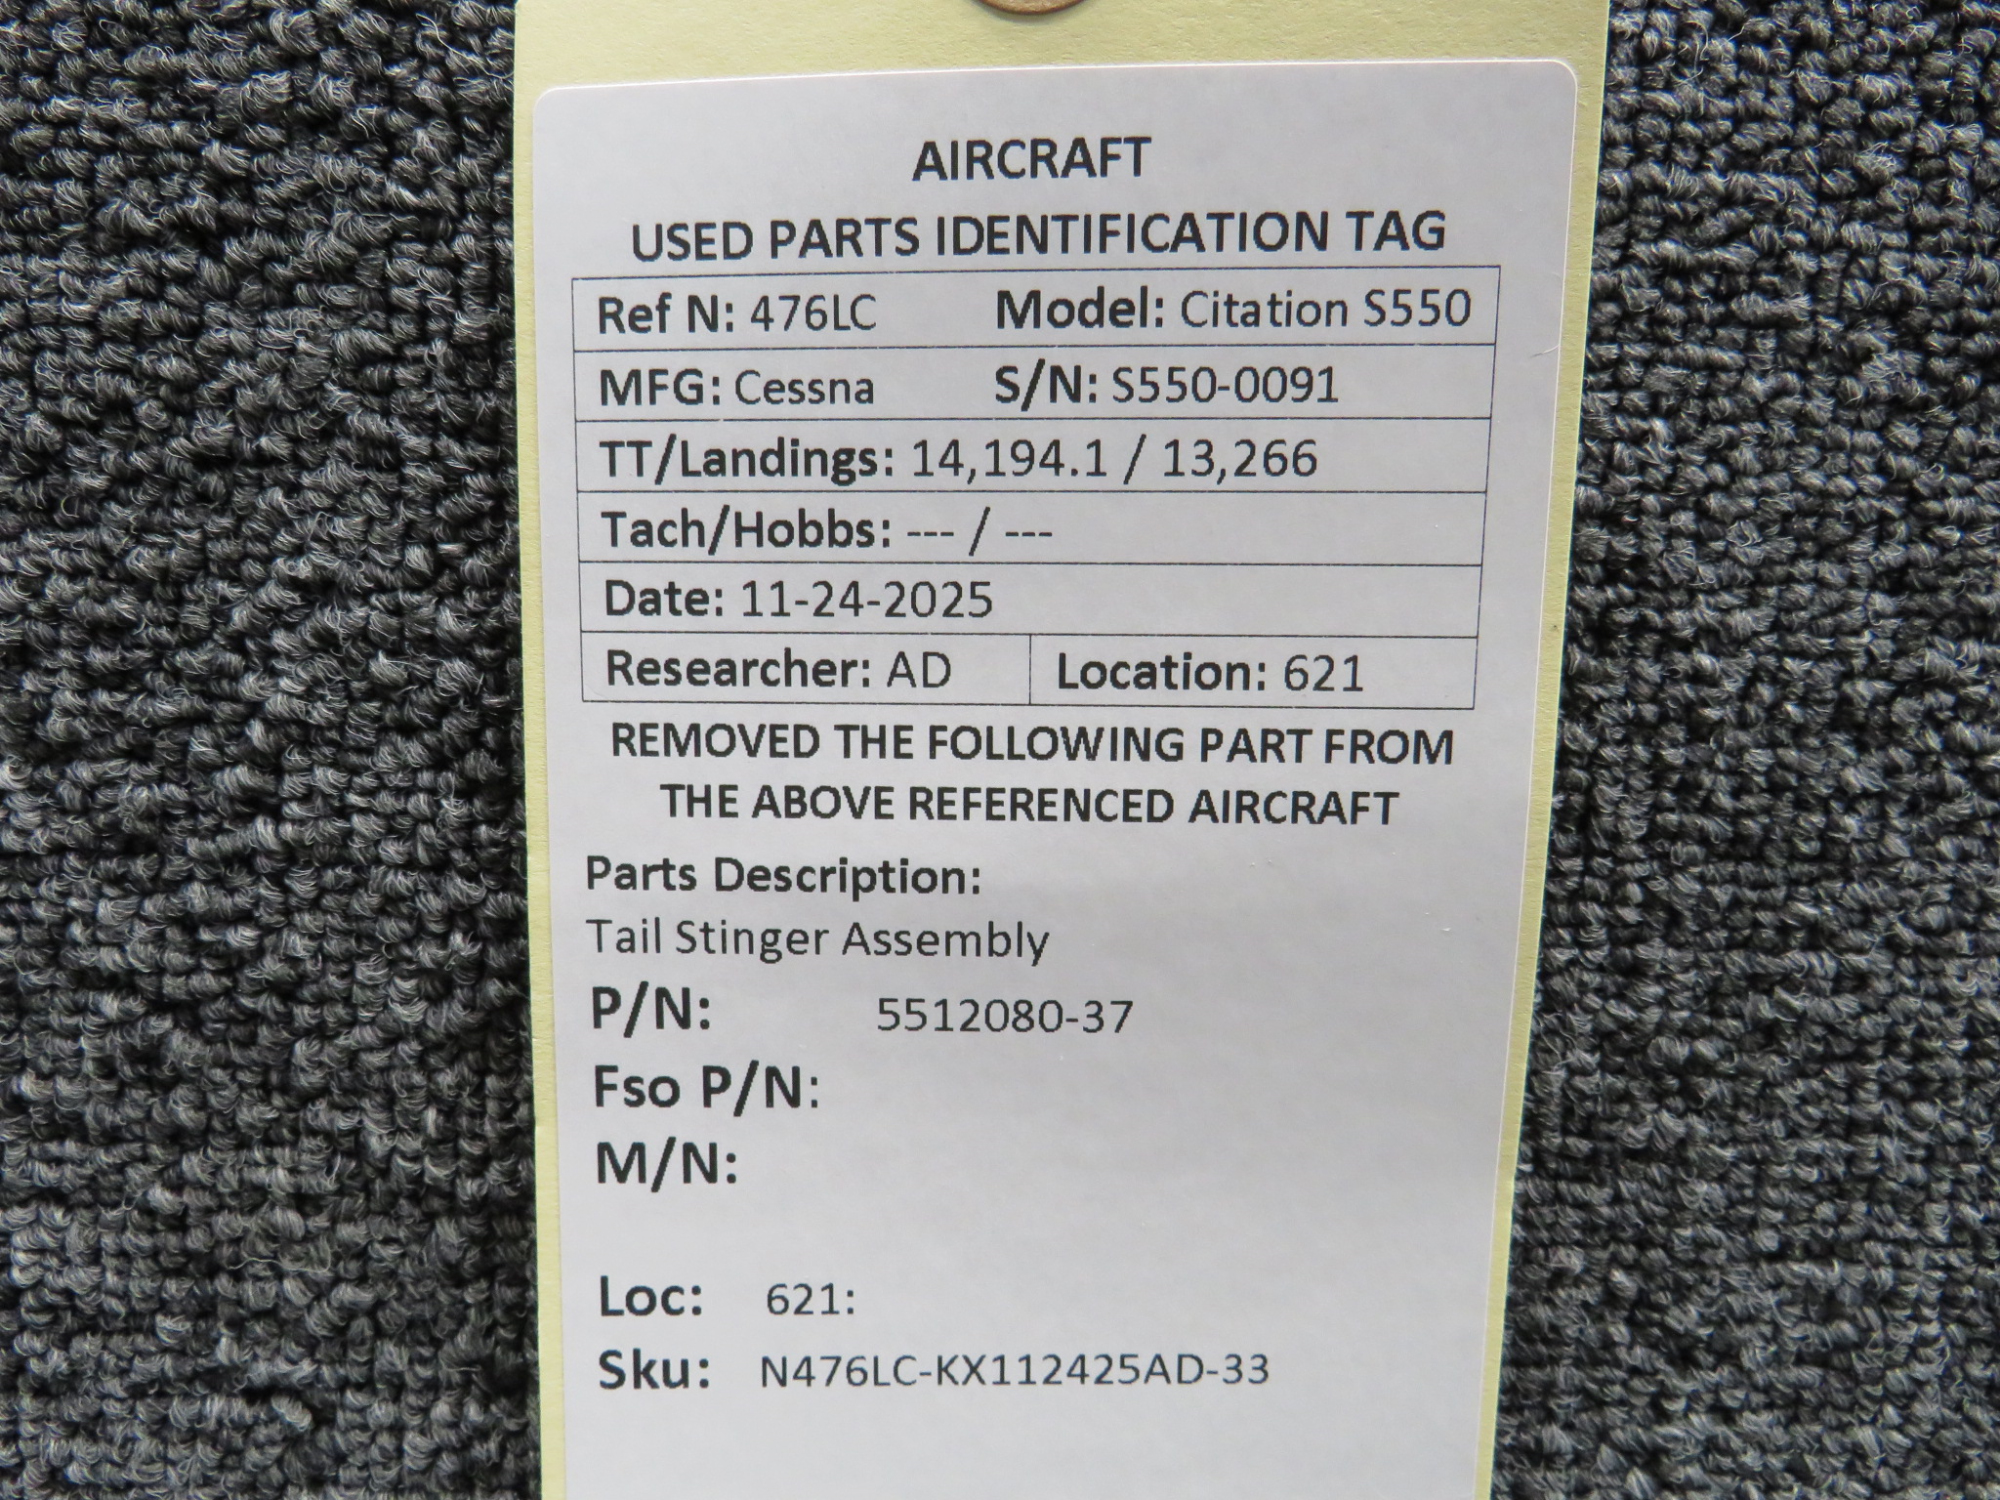 AIRCRAFT
USED PARTS IDENTIFICATION TAG
Ref N: 476LC Model: Citation S550
MFG: Cessna S/N: S550-0091
TT/Landings: 14,194.1 / 13,266
Tach/Hobbs: --- / ---
Date: 11-24-2025
Researcher: AD Location: 621
REMOVED THE FOLLOWING PART FROM
THE ABOVE REFERENCED AIRCRAFT
Parts Description:
Tail Stinger Assembly
P/N: 5512080-37
Fso P/N:
M/N:
Loc: 621:
Sku: N476LC-KX112425AD-33